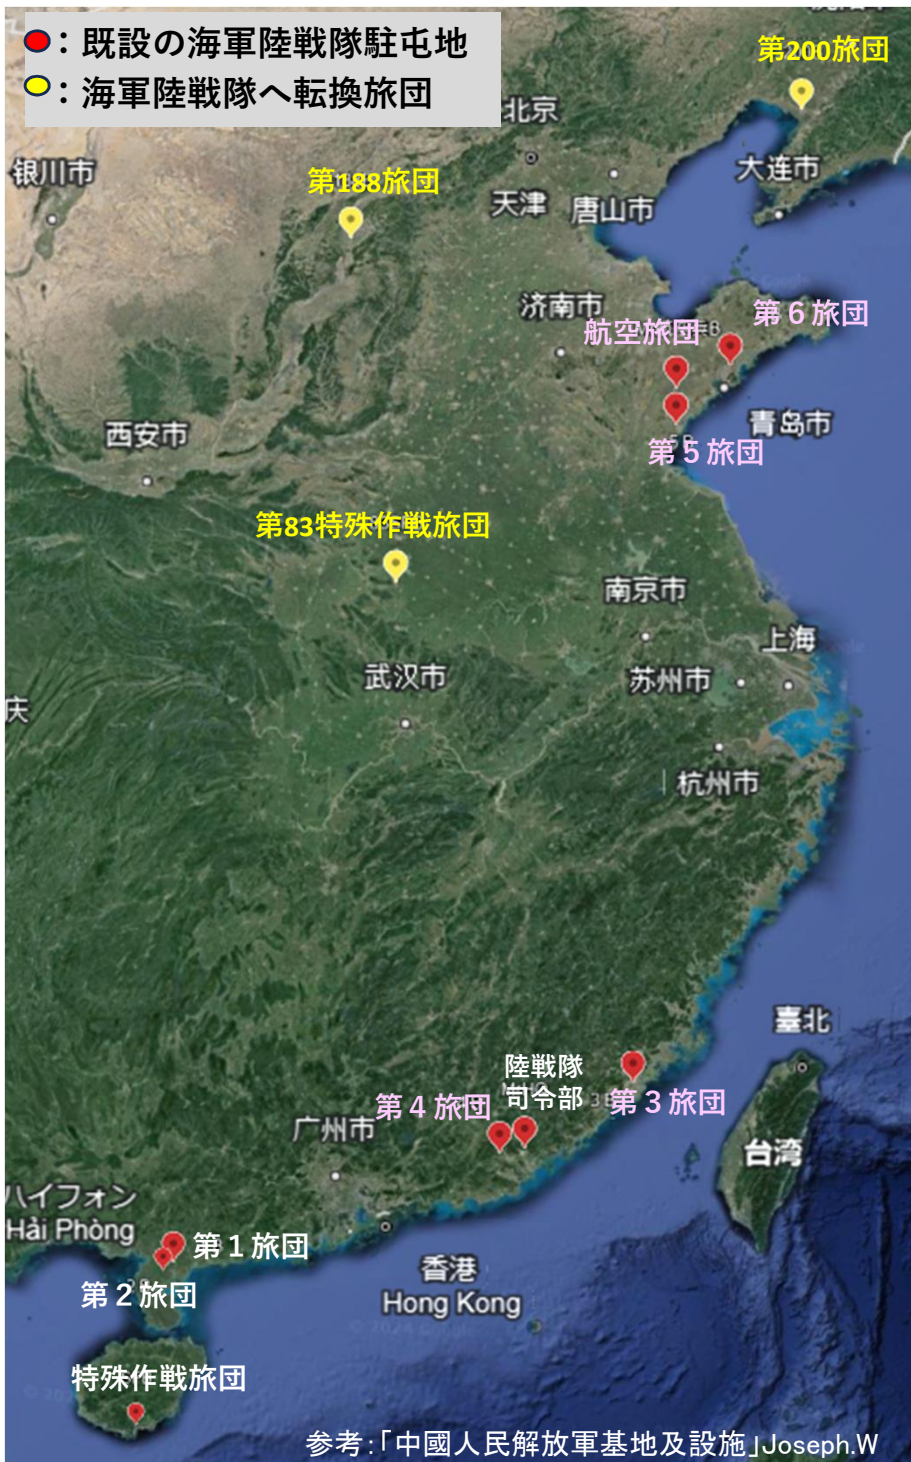 ：既設の海軍陸戦隊駐屯地
：海軍陸戦隊へ転換旅団
第200旅団
北京
银川市
大连市
第188旅団
天津
唐山市
济南市
第６旅団
航空旅団
青岛市
西安市
第５旅団
第83特殊作戦旅団
南京市
上海
武汉市
苏州市
庆
杭州市
臺北
陸戦隊
司令部
第４旅団
第３旅団
广州市
台湾
ハイフォン
Hải Phòng
第１旅団
香港
Hong Kong
第２旅団
特殊作戦旅団
参考:「中國人民解放軍基地及設施」Joseph.W